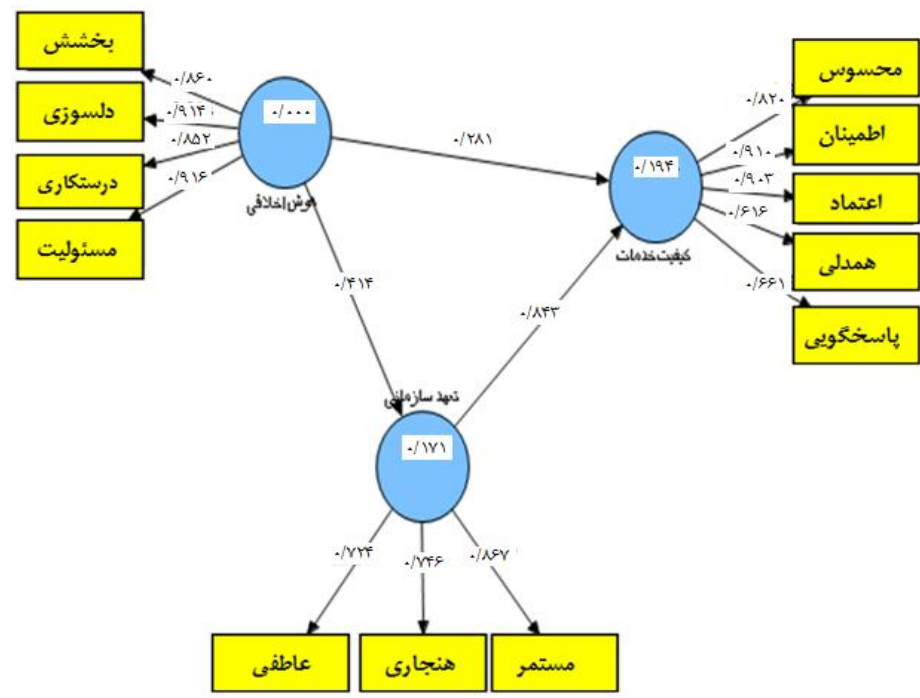 بخشش
دلسوزی
درستکاری
مسئولیت
۰/۸۶۰
۰/۹۱۴
۰/۸۵۲
۰/۹۱۶
۰/۰۰۰
هوش اخلاقی
۰/۲۸۱
۰/۴۱۴
۰/۸۴۳
۰/۱۹۴
کیفیت خدمات
۰/۸۲۰
۰/۹۱۰
۰/۹۰۳
۰/۶۱۶
۰/۶۶۱
محسوس
اطمینان
اعتماد
همدلی
پاسخگویی
تعهد سازمانی
۰/۱۷۱
۰/۷۲۴
۰/۷۴۶
۰/۸۶۷
عاطفی
هنجاری
مستمر